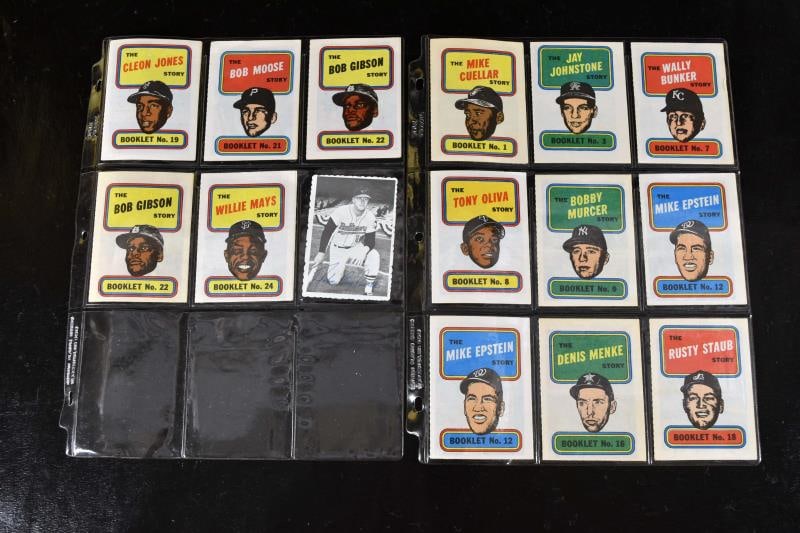 THE
CLEON JONES
STORY
BOOKLET No. 19
THE
BOB MOOSE
STORY
BOOKLET No. 21
THE
BOB GIBSON
STORY
BOOKLET No. 22
THE
BOB GIBSON
STORY
BOOKLET No. 22
THE
WILLIE MAYS
STORY
BOOKLET No. 24
THE
MIKE
CUELLAR
STORY
BOOKLET No. 1
THE
JAY
JOHNSTONE
STORY
BOOKLET No. 3
THE
WALLY
BUNKER
STORY
KC
BOOKLET No. 7
THE
TONY OLIVA
STORY
BOOKLET No. 8
THE
BOBBY
MURCER
STORY
BOOKLET No. 9
THE
MIKE EPSTEIN
STORY
BOOKLET No. 12
THE
MIKE EPSTEIN
STORY
BOOKLET No. 12
THE
DENIS MENKE
STORY
BOOKLET No. 16
THE
RUSTY STAUB
STORY
BOOKLET No. 18